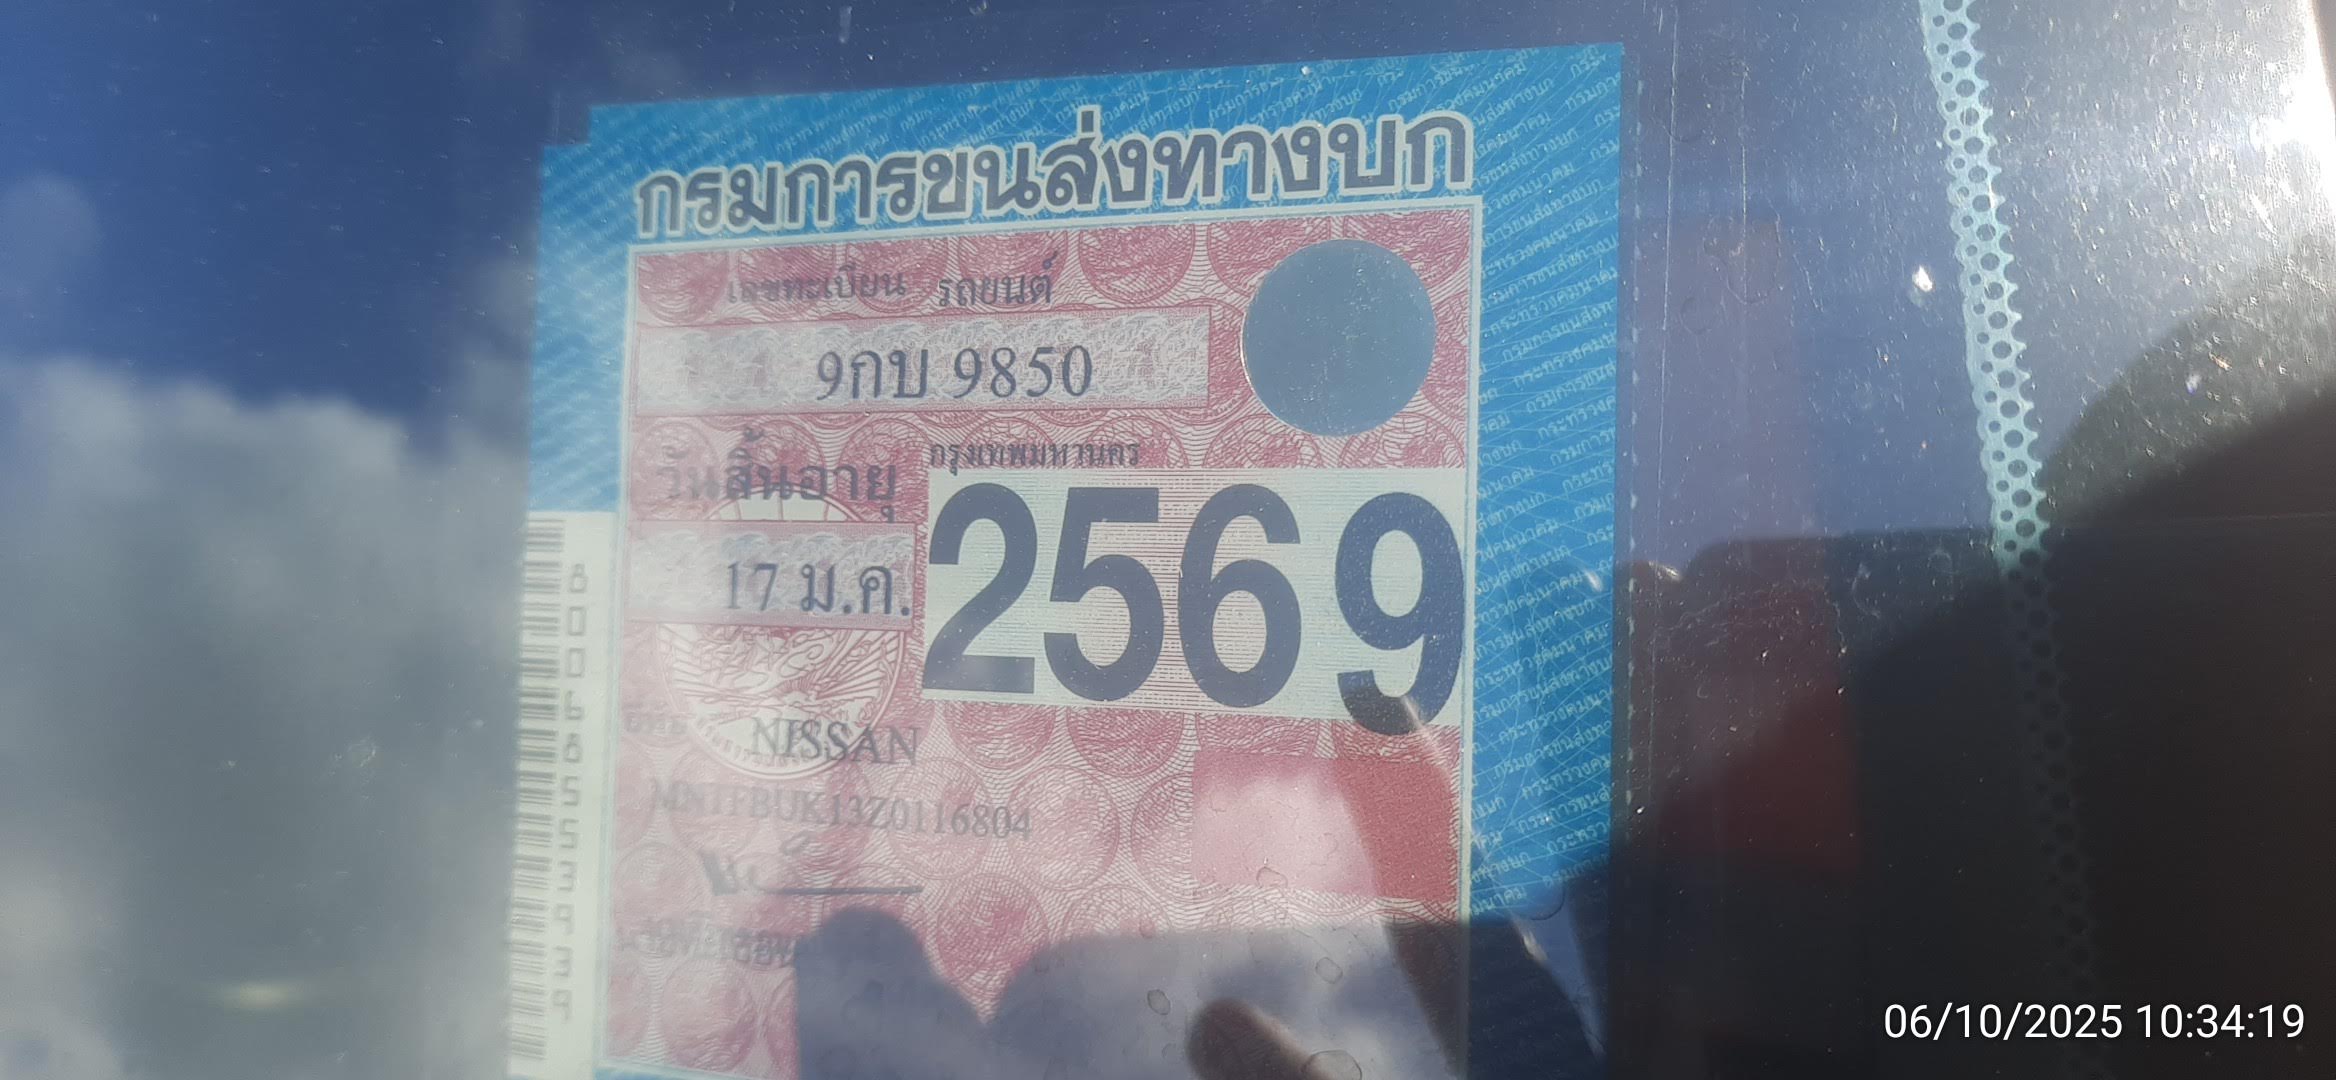 กรมการขนส่งทางบก
เลขทะเบียน รถยนต์
9กบ 9850
วันสิ้นอายุ
กรุงเทพมหานคร
17 ม.ค.
2569
NISSAN
MNTFBUK13Z0116804
8006855393939
06/10/2025 10:34:19